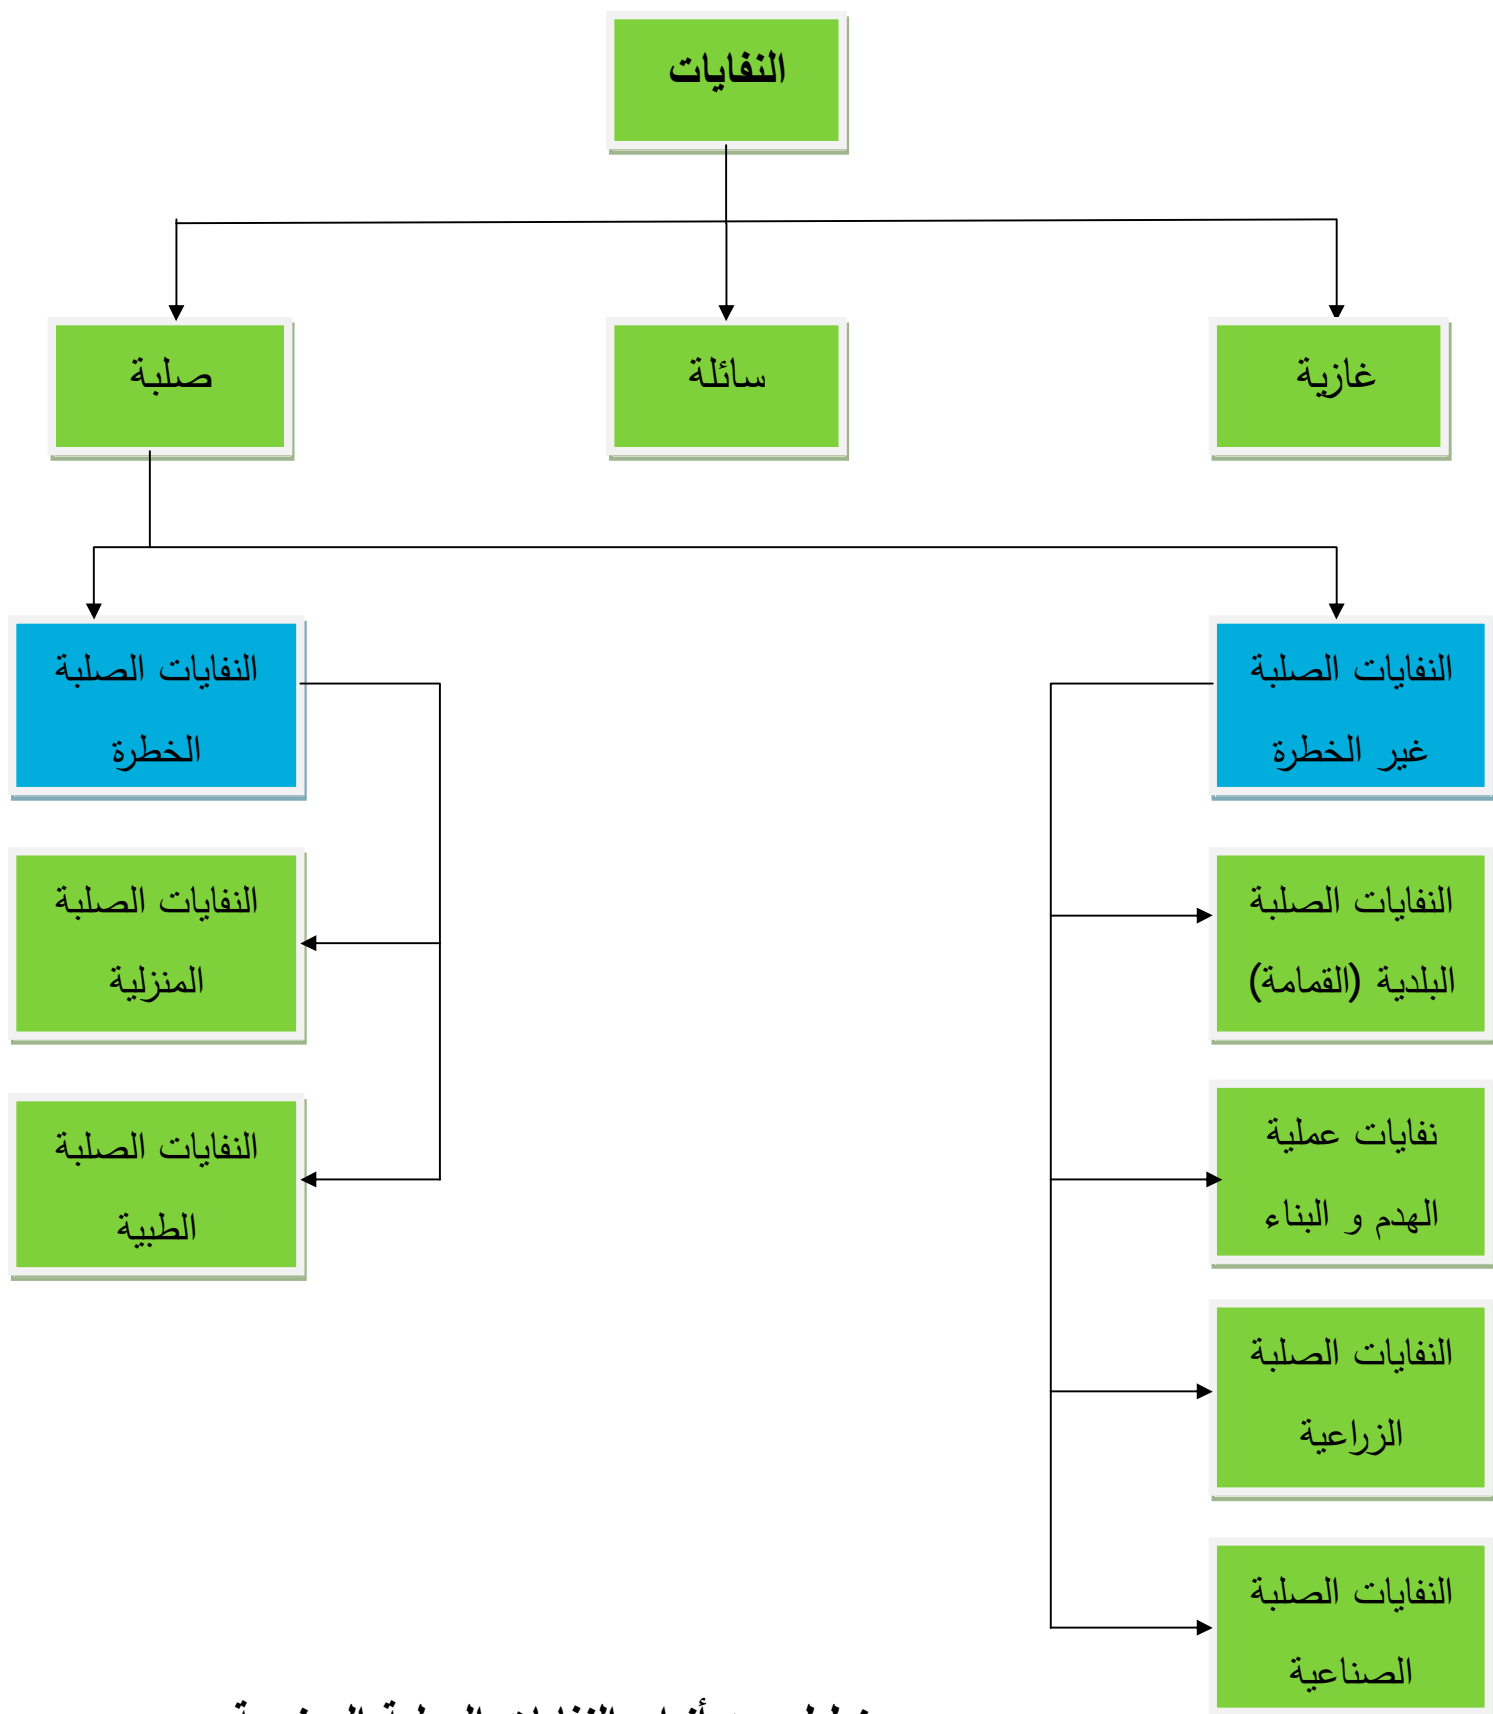 النفايات
غازية
سائلة
صلبة
النفايات الصلبة
غير الخطرة
النفايات الصلبة
الخطرة
النفايات الصلبة
البلدية (القمامة)
نفايات عملية
الهدم و البناء
النفايات الصلبة
الزراعية
النفايات الصلبة
الصناعية
النفايات الصلبة
المنزلية
النفايات الصلبة
الطبية